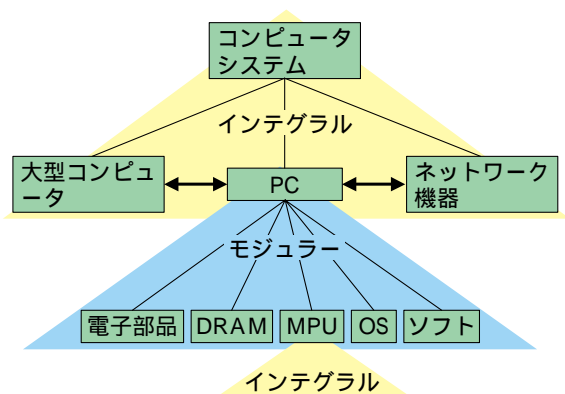 コンピュータ
システム
インテグラル
大型コンピュ
ータ
PC
ネットワーク
機器
モジュラー
電子部品
DRAM
MPU
OS
ソフト
インテグラル